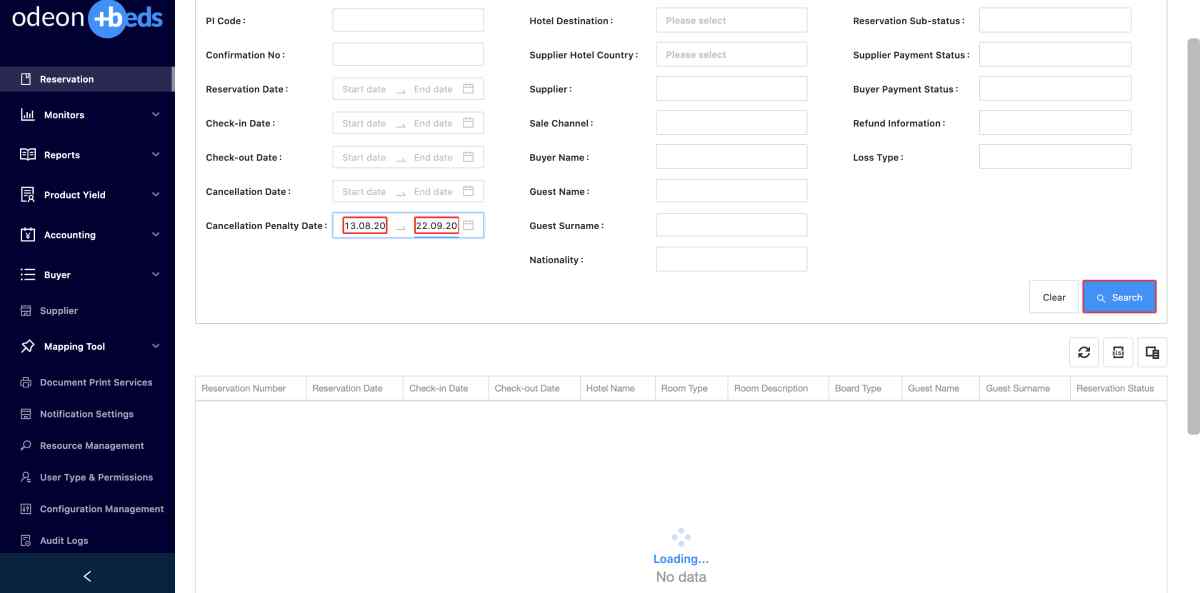 odeon +beds
Reservation
Monitors
Reports
Product Yield
Accounting
Buyer
Supplier
Mapping Tool
Document Print Services
Notification Settings
Resource Management
User Type & Permissions
Configuration Management
Audit Logs
PI Code :
Confirmation No :
Reservation Date : Start date End date
Check-in Date : Start date End date
Check-out Date : Start date End date
Cancellation Date : Start date End date
Cancellation Penalty Date : 13.08.20 22.09.20
Hotel Destination : Please select
Supplier Hotel Country : Please select
Supplier :
Sale Channel :
Buyer Name :
Guest Name :
Guest Surname :
Nationality :
Reservation Sub-status :
Supplier Payment Status :
Buyer Payment Status :
Refund Information :
Loss Type :
Clear Search
Reservation Number Reservation Date Check-in Date Check-out Date Hotel Name Room Type Room Description Board Type Guest Name Guest Surname Reservation Status
Loading...
No data